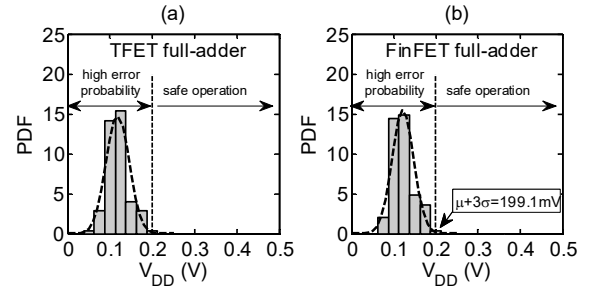 (a)
TFET full-adder
high error
probability
safe operation
PDF
25
20
15
10
5
0
0 0.1 0.2 0.3 0.4 0.5
V_DD (V)
(b)
FinFET full-adder
high error
probability
safe operation
PDF
25
20
15
10
5
0
μ+3σ=199.1mV
0 0.1 0.2 0.3 0.4 0.5
V_DD (V)